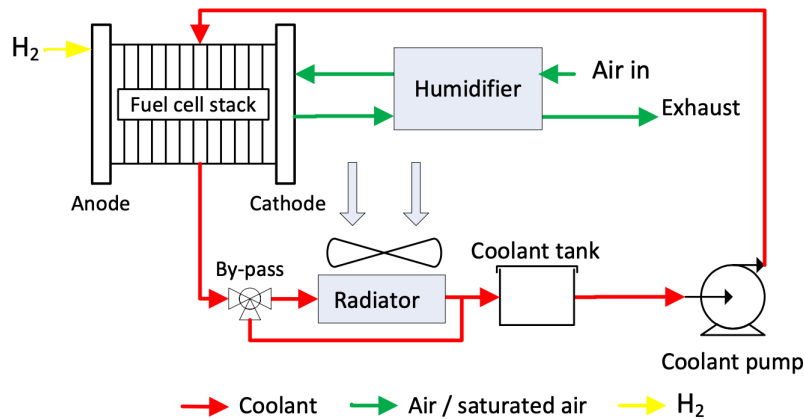 H₂
Fuel cell stack
Humidifier
Air in
Exhaust
Anode
Cathode
By-pass
Radiator
Coolant tank
Coolant pump
Coolant
Air / saturated air
H₂